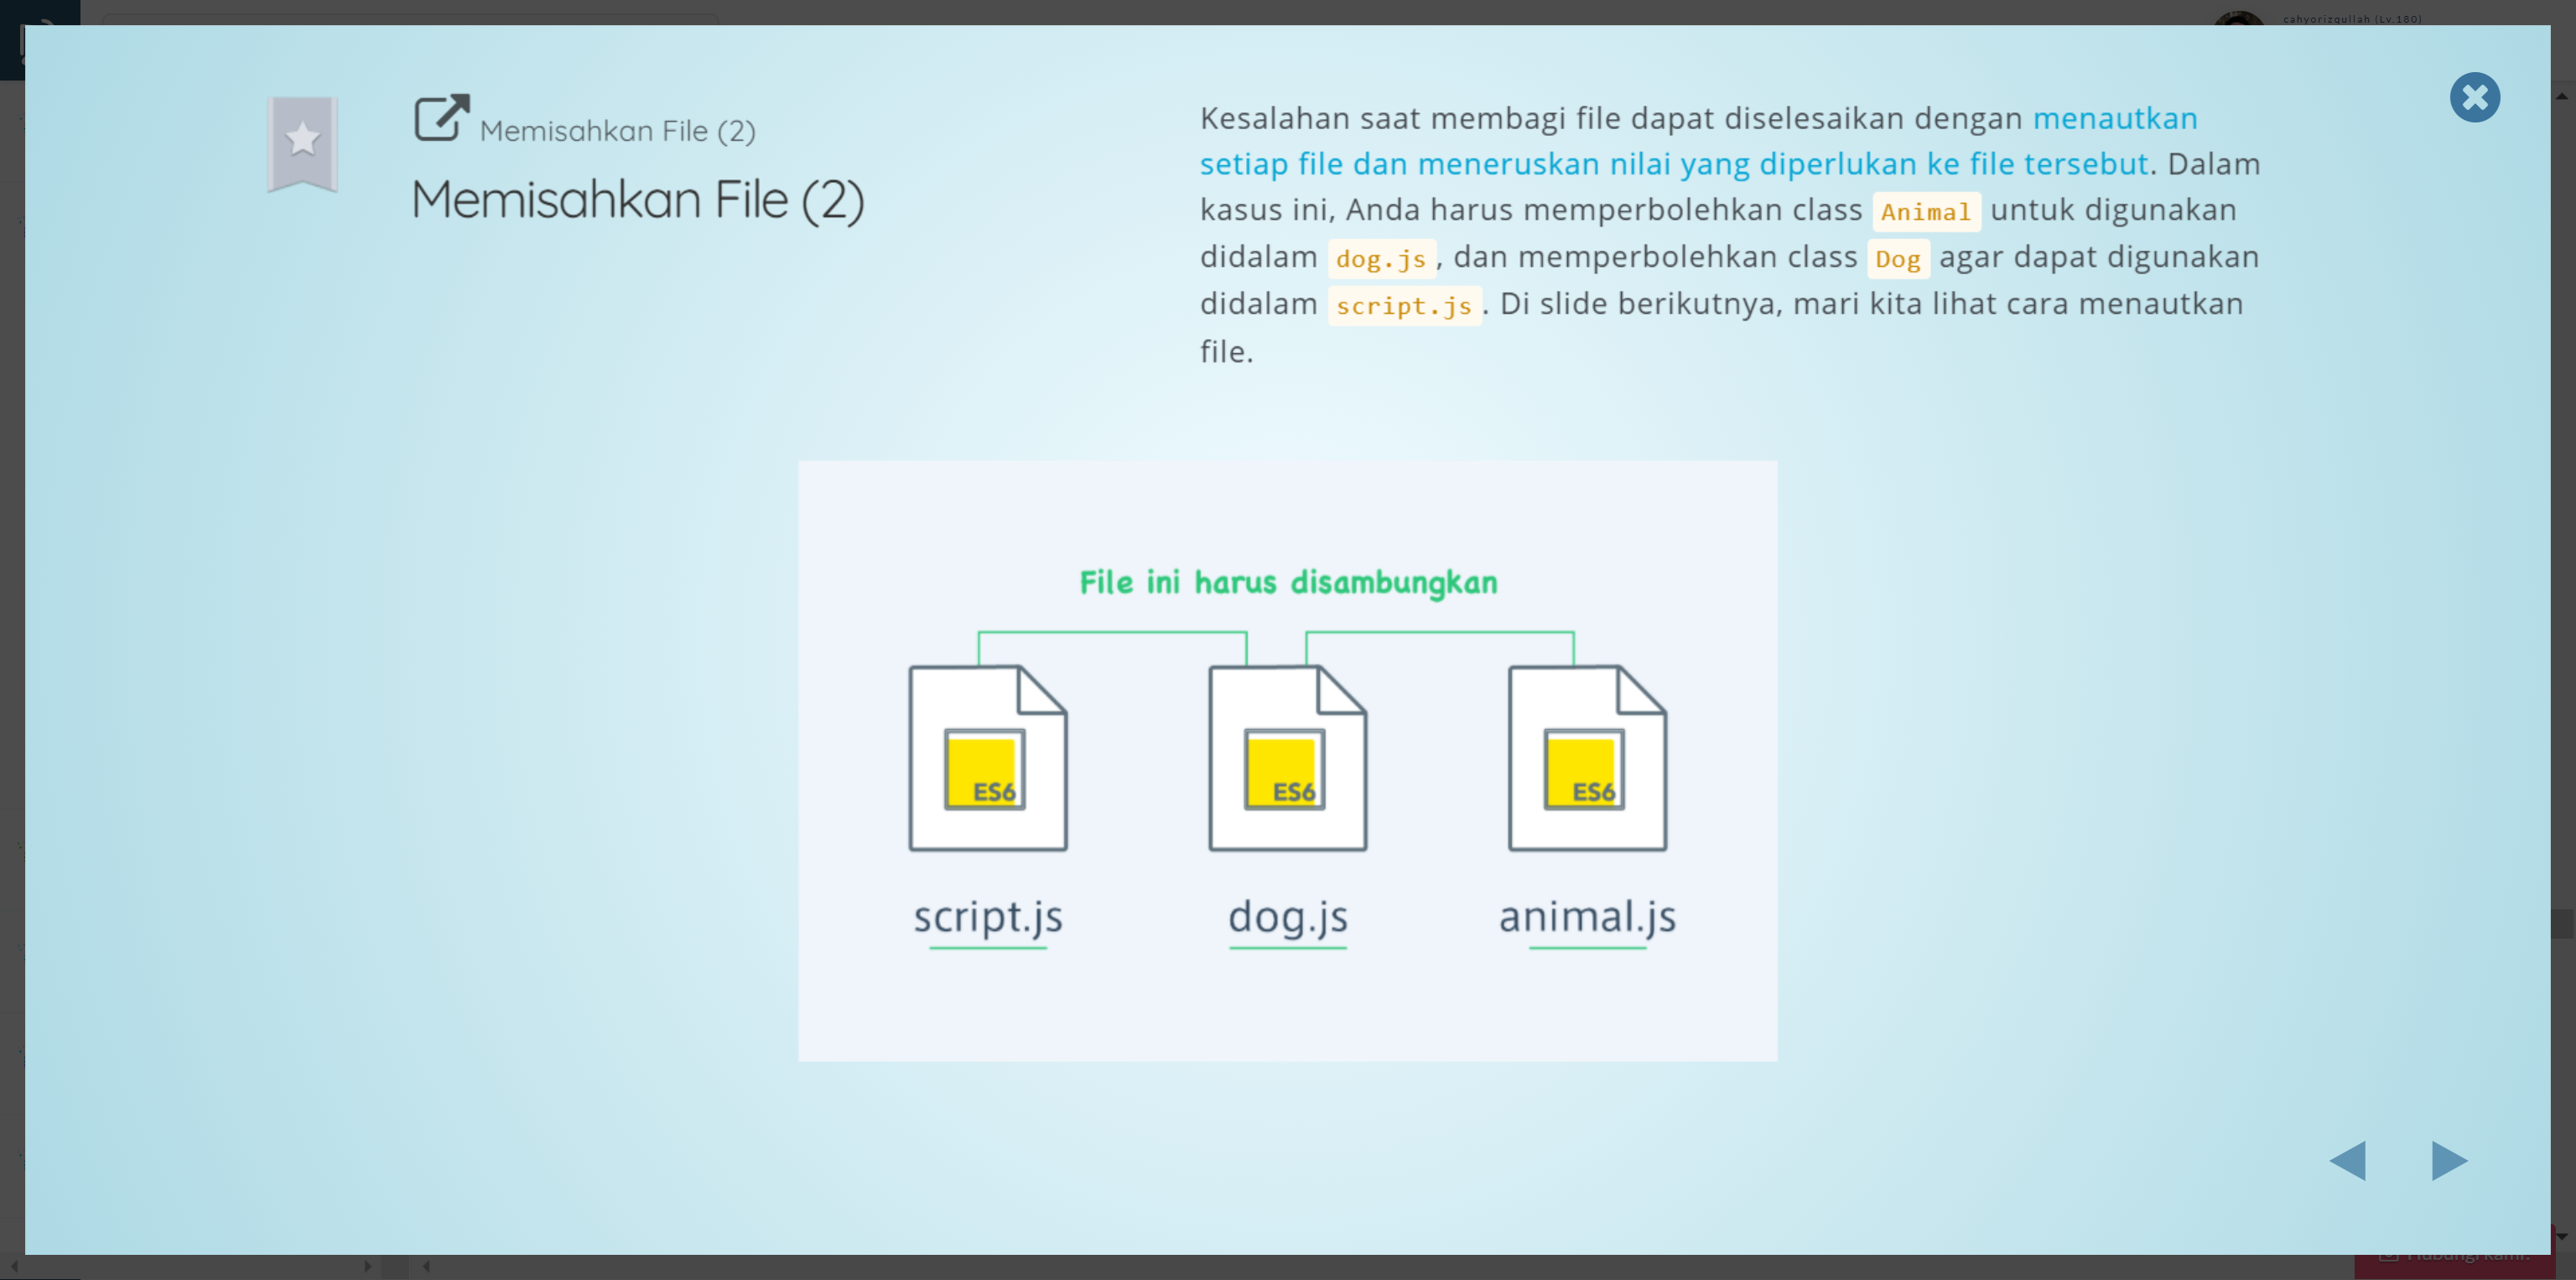 cahyorizqullah (Lv.180)
Memisahkan File (2)
Memisahkan File (2)
Kesalahan saat membagi file dapat diselesaikan dengan menautkan
setiap file dan meneruskan nilai yang diperlukan ke file tersebut. Dalam
kasus ini, Anda harus memperbolehkan class Animal untuk digunakan
didalam dog.js, dan memperbolehkan class Dog agar dapat digunakan
didalam script.js. Di slide berikutnya, mari kita lihat cara menautkan
file.
File ini harus disambungkan
ES6 ES6 ES6
script.js dog.js animal.js
Hubungi kami!